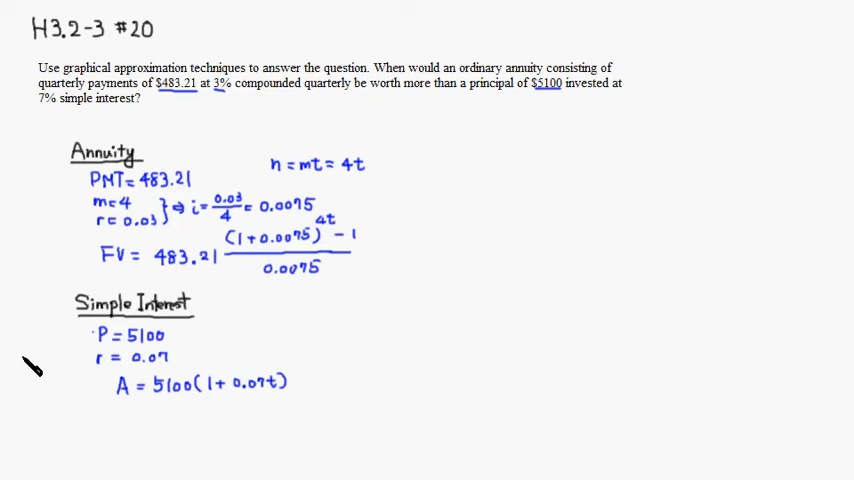 H3.2-3 #20
Use graphical approximation techniques to answer the question. When would an ordinary annuity consisting of
quarterly payments of $483.21 at 3% compounded quarterly be worth more than a principal of $5100 invested at
7% simple interest?
Annuity
n = mt = 4t
PMT = 483.21
m = 4
r = 0.03 } ⇒ i = 0.03/4 = 0.0075
FV = 483.21 ((1+0.0075)^4t - 1)/0.0075
Simple Interest
P = 5100
r = 0.07
A = 5100(1 + 0.07t)